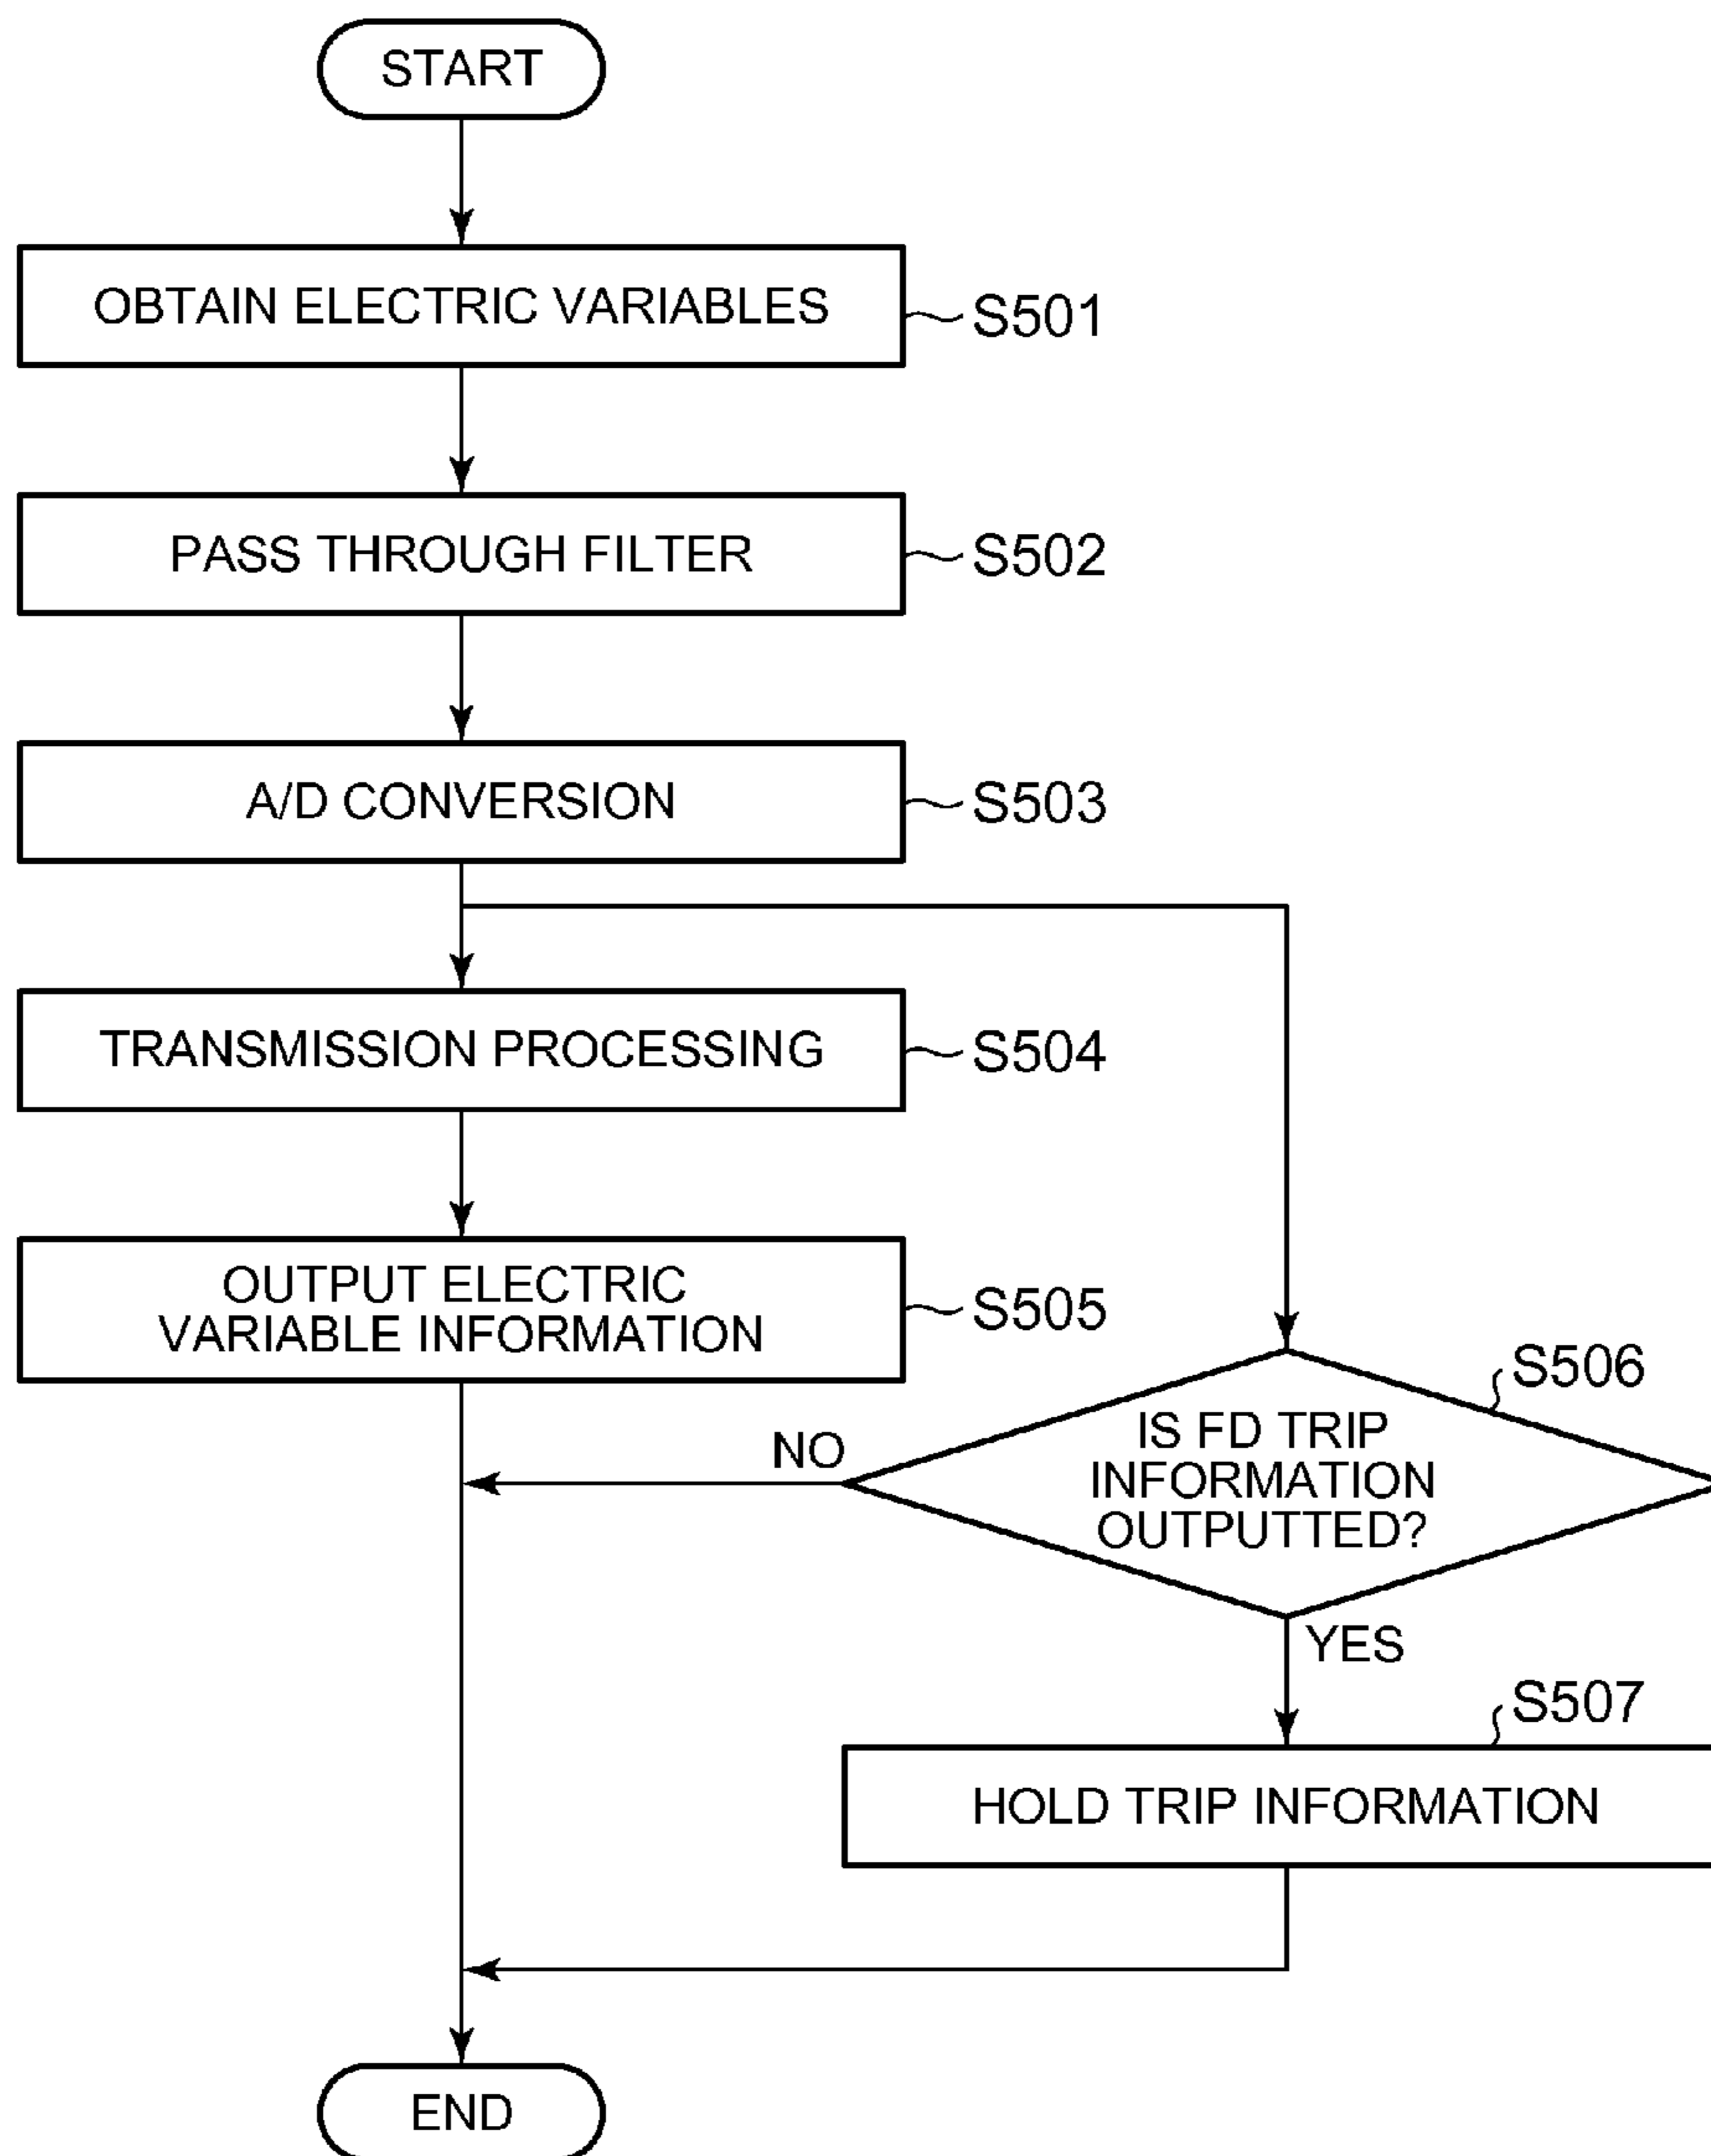 START
OBTAIN ELECTRIC VARIABLES
S501
PASS THROUGH FILTER
S502
A/D CONVERSION
S503
TRANSMISSION PROCESSING
S504
OUTPUT ELECTRIC
VARIABLE INFORMATION
S505
S506
IS FD TRIP
INFORMATION
OUTPUTTED?
NO
YES
S507
HOLD TRIP INFORMATION
END